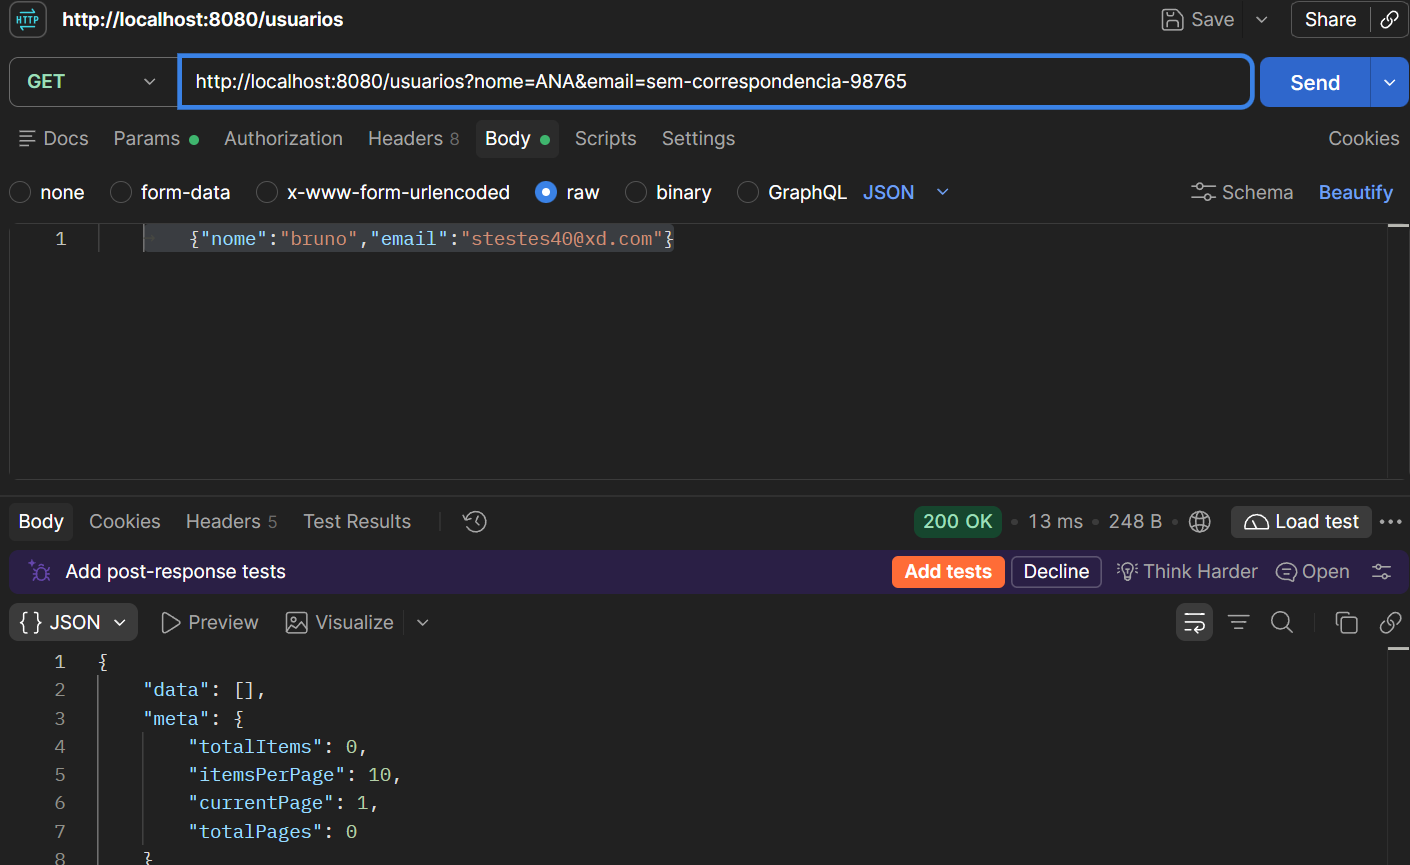 HTTP http://localhost:8080/usuarios Save Share
GET http://localhost:8080/usuarios?nome=ANA&email=sem-correspondencia-98765 Send
Docs Params Authorization Headers 8 Body Scripts Settings Cookies
none form-data x-www-form-urlencoded raw binary GraphQL JSON Schema Beautify
1 {"nome":"bruno","email":"stestes40@xd.com"}
Body Cookies Headers 5 Test Results 200 OK 13 ms 248 B Load test
Add post-response tests Add tests Decline Think Harder Open
{} JSON Preview Visualize
1 {
2 "data": [],
3 "meta": {
4 "totalItems": 0,
5 "itemsPerPage": 10,
6 "currentPage": 1,
7 "totalPages": 0
8 }